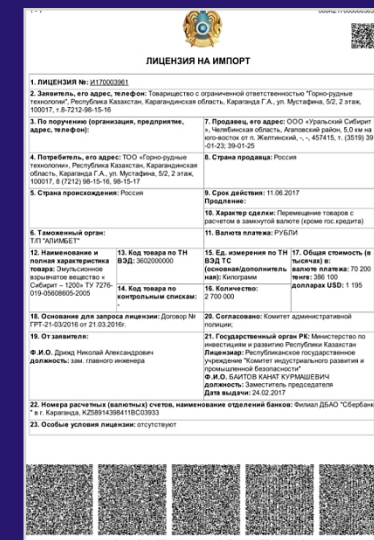 ЛИЦЕНЗИЯ НА ИМПОРТ
1. ЛИЦЕНЗИЯ №: И170003961
2. Заявитель, его адрес, телефон: Товарищество с ограниченной ответственностью "Горно-рудные
технологии", Республика Казахстан, Карагандинская область, Караганда Г.А., ул. Мустафина, 5/2, 2 этаж,
100017, т.8-7212-98-15-16
3. По поручению (организация, предприятие,
адрес, телефон):
7. Продавец, его адрес: ООО «Уральский Сибирит
», Челябинская область, Агаповский район, 5,0 км на
юго-восток от п. Желтинский, -, -, 457415, т. (3519) 39
-01-23; 39-01-25
4. Потребитель, его адрес: ТОО «Горно-рудные
технологии», Республика Казахстан, Карагандинская
область, Караганда Г.А., ул. Мустафина, 5/2, 2 этаж,
100017, 8 (7212) 98-15-16, 98-15-17
8. Страна продавца: Россия
5. Страна происхождения: Россия
9. Срок действия: 11.06.2017
Продление:
10. Характер сделки: Перемещение товаров с
расчетом в замкнутой валюте (кроме гос.кредита)
6. Таможенный орган:
Т/П "АЛИМБЕТ"
11. Валюта платежа: РУБЛИ
12. Наименование и
полная характеристика
товара: Эмульсионное
взрывчатое вещество «
Сибирит – 1200» ТУ 7276-
019-05608605-2005
13. Код товара по ТН
ВЭД: 3602000000
14. Код товара по
контрольным спискам:
-
15. Ед. измерения по ТН
ВЭД ТС
(основная/дополнитель
ная): Килограмм
16. Количество:
2 700 000
17. Общая стоимость (в
тысячах) в:
валюте платежа: 70 200
тенге: 386 100
долларах USD: 1 195
18. Основание для запроса лицензии: Договор №
ГРТ-21-03/2016 от 21.03.2016г.
20. Согласовано: Комитет административной
полиции;
19. От заявителя:
Ф.И.О. Дрижд Николай Александрович
должность: зам. главного инженера
21. Государственный орган РК: Министерство по
инвестициям и развитию Республики Казахстан
Лицензиар: Республиканское государственное
учреждение "Комитет индустриального развития и
промышленной безопасности"
Ф.И.О. БАИТОВ КАНАТ КУРМАШЕВИЧ
должность: Заместитель председателя
Дата выдачи: 24.02.2017
22. Номера расчетных (валютных) счетов, наименование отделений банков: Филиал ДБАО "Сбербанк
" в г. Караганда, KZ58914398411BC03933
23. Особые условия лицензии: отсутствуют